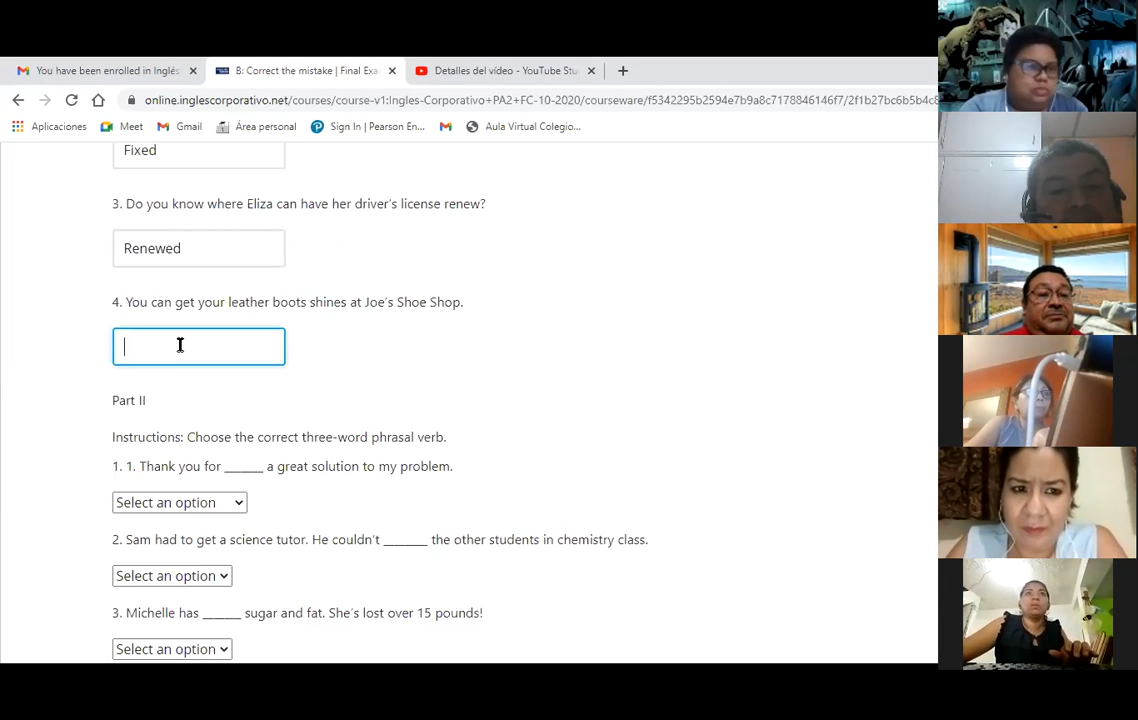 You have been enrolled in Inglés
B: Correct the mistake | Final Exa
Detalles del vídeo - YouTube Stu
online.inglescorporativo.net/courses/course-v1:Ingles-Corporativo+PA2+FC-10-2020/courseware/f5342295b2594e7b9a8c7178846146f7/2f1b27bc6b5b4c8
Aplicaciones Meet Gmail Área personal Sign In | Pearson En... Aula Virtual Colegio...
Fixed
3. Do you know where Eliza can have her driver's license renew?
Renewed
4. You can get your leather boots shines at Joe's Shoe Shop.
Part II
Instructions: Choose the correct three-word phrasal verb.
1. 1. Thank you for ______ a great solution to my problem.
Select an option
2. Sam had to get a science tutor. He couldn't _______ the other students in chemistry class.
Select an option
3. Michelle has ______ sugar and fat. She's lost over 15 pounds!
Select an option